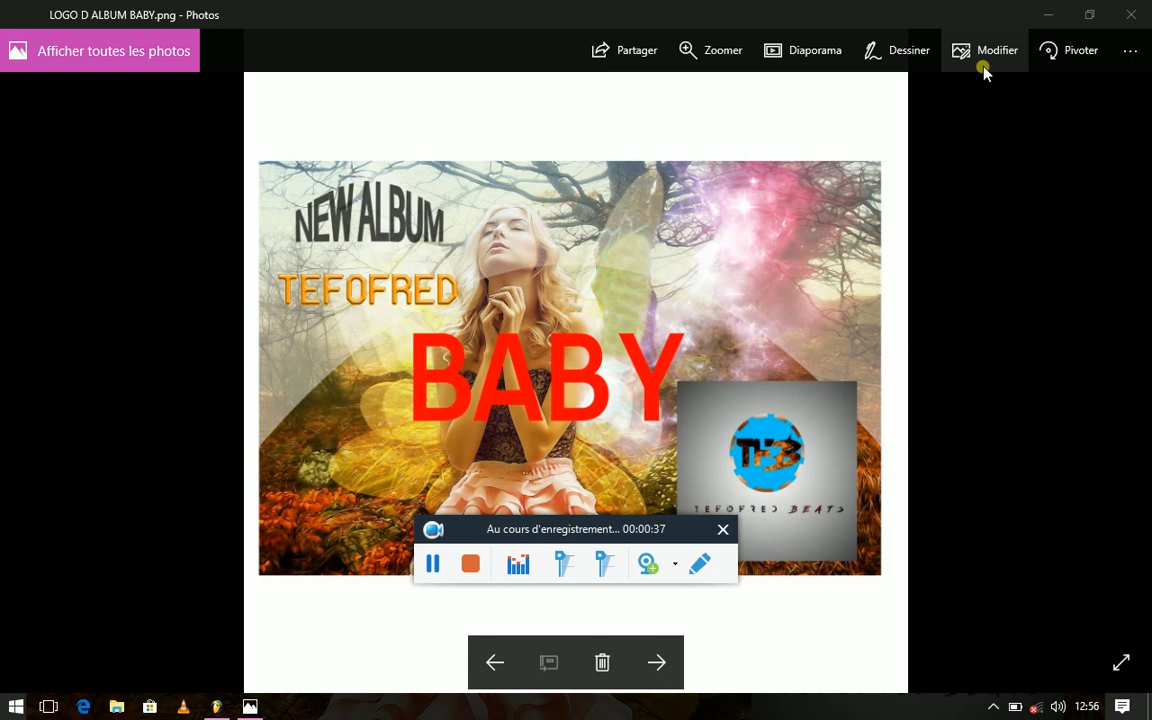 LOGO D ALBUM BABY.png - Photos
Afficher toutes les photos
Partager
Zoomer
Diaporama
Dessiner
Modifier
Pivoter
NEW ALBUM
TEFOFRED
BABY
TFB
TEFOFRED BEATS
Au cours d'enregistrement... 00:00:37
12:56